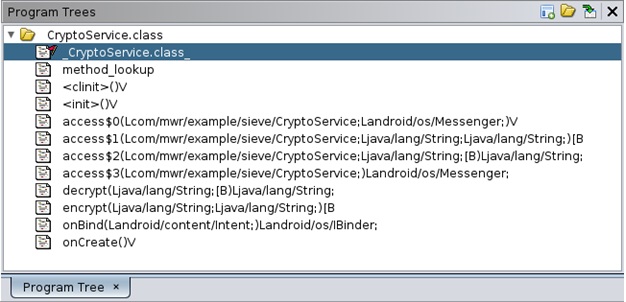 Program Trees
CryptoService.class
_CryptoService.class_
method_lookup
<clinit>()V
<init>()V
access$0(Lcom/mwr/example/sieve/CryptoService;Landroid/os/Messenger;)V
access$1(Lcom/mwr/example/sieve/CryptoService;Ljava/lang/String;Ljava/lang/String;)[B
access$2(Lcom/mwr/example/sieve/CryptoService;Ljava/lang/String;[B)Ljava/lang/String;
access$3(Lcom/mwr/example/sieve/CryptoService;)Landroid/os/Messenger;
decrypt(Ljava/lang/String;[B)Ljava/lang/String;
encrypt(Ljava/lang/String;Ljava/lang/String;)[B
onBind(Landroid/content/Intent;)Landroid/os/IBinder;
onCreate()V
Program Tree ×